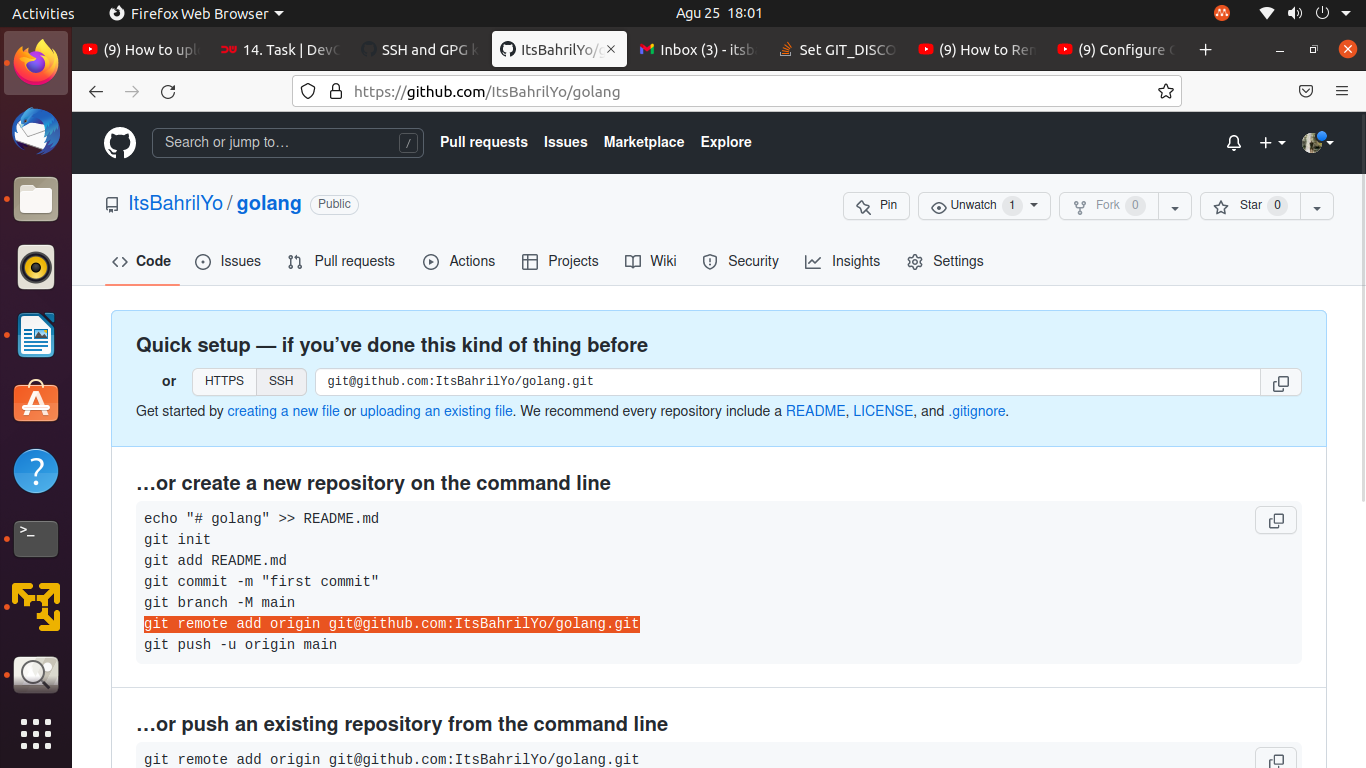 Activities
Firefox Web Browser
Agu 25 18:01
(9) How to upl
14. Task | DevO
SSH and GPG k
ItsBahrilYo/g
Inbox (3) - itsb
Set GIT_DISCO
(9) How to Ren
(9) Configure G
https://github.com/ItsBahrilYo/golang
Search or jump to…
/
Pull requests
Issues
Marketplace
Explore
ItsBahrilYo / golang
Public
Pin
Unwatch 1
Fork 0
Star 0
Code
Issues
Pull requests
Actions
Projects
Wiki
Security
Insights
Settings
Quick setup — if you’ve done this kind of thing before
or
HTTPS
SSH
git@github.com:ItsBahrilYo/golang.git
Get started by creating a new file or uploading an existing file. We recommend every repository include a README, LICENSE, and .gitignore.
…or create a new repository on the command line
echo "# golang" >> README.md
git init
git add README.md
git commit -m "first commit"
git branch -M main
git remote add origin git@github.com:ItsBahrilYo/golang.git
git push -u origin main
…or push an existing repository from the command line
git remote add origin git@github.com:ItsBahrilYo/golang.git